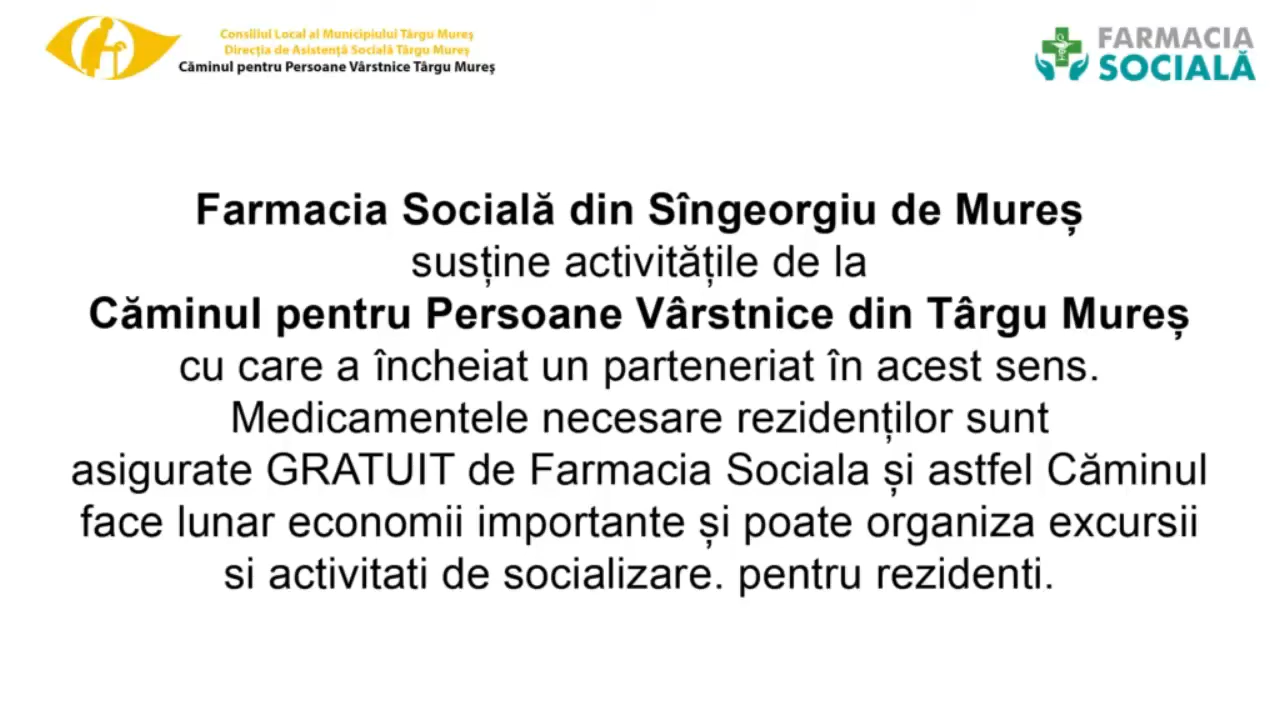 Consiliul Local al Municipiului Târgu Mureș
Direcția de Asistență Socială Târgu Mureș
Căminul pentru Persoane Vârstnice Târgu Mureș
FARMACIA
SOCIALĂ
Farmacia Socială din Sîngeorgiu de Mureș
susține activitățile de la
Căminul pentru Persoane Vârstnice din Târgu Mureș
cu care a încheiat un parteneriat în acest sens.
Medicamentele necesare rezidenților sunt
asigurate GRATUIT de Farmacia Sociala și astfel Căminul
face lunar economii importante și poate organiza excursii
si activitati de socializare. pentru rezidenti.